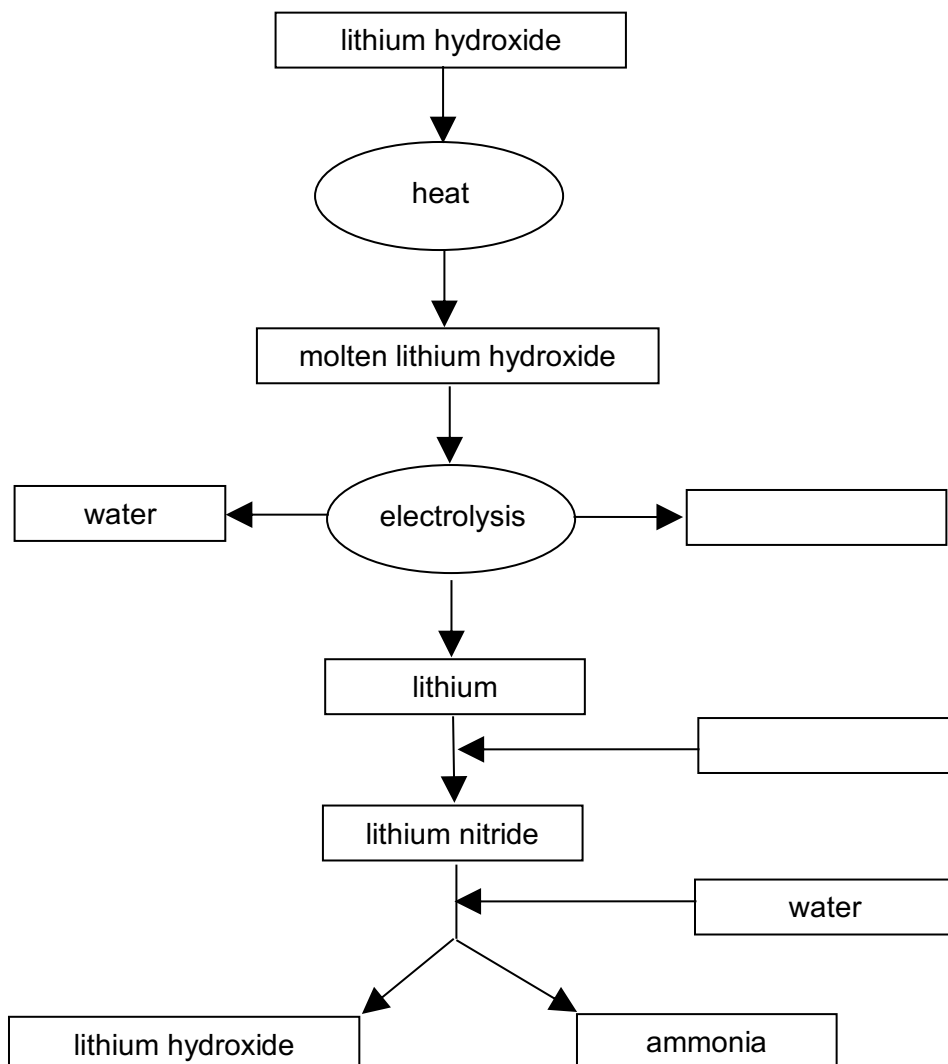 lithium hydroxide
heat
molten lithium hydroxide
water
electrolysis
lithium
lithium nitride
water
lithium hydroxide
ammonia